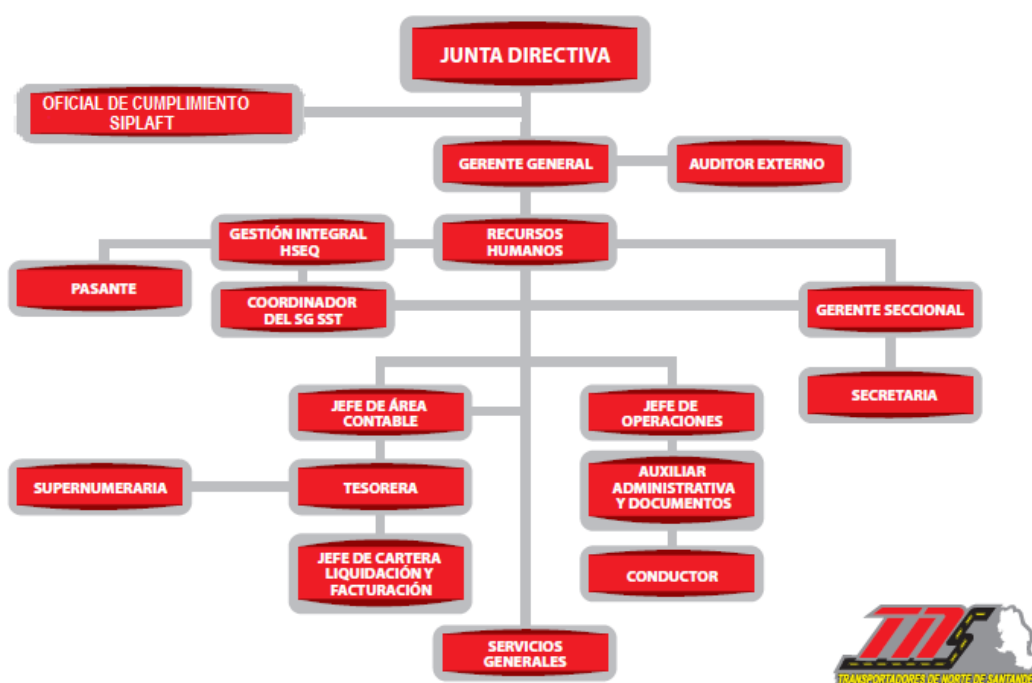 JUNTA DIRECTIVA
OFICIAL DE CUMPLIMIENTO
SIPLAFT
GERENTE GENERAL
AUDITOR EXTERNO
GESTIÓN INTEGRAL
HSEQ
RECURSOS
HUMANOS
PASANTE
COORDINADOR
DEL SG SST
GERENTE SECCIONAL
SECRETARIA
JEFE DE ÁREA
CONTABLE
JEFE DE
OPERACIONES
SUPERNUMERARIA
TESORERA
AUXILIAR
ADMINISTRATIVA
Y DOCUMENTOS
JEFE DE CARTERA
LIQUIDACIÓN Y
FACTURACIÓN
CONDUCTOR
SERVICIOS
GENERALES
TNS
TRANSPORTADORES DE NORTE DE SANTANDER